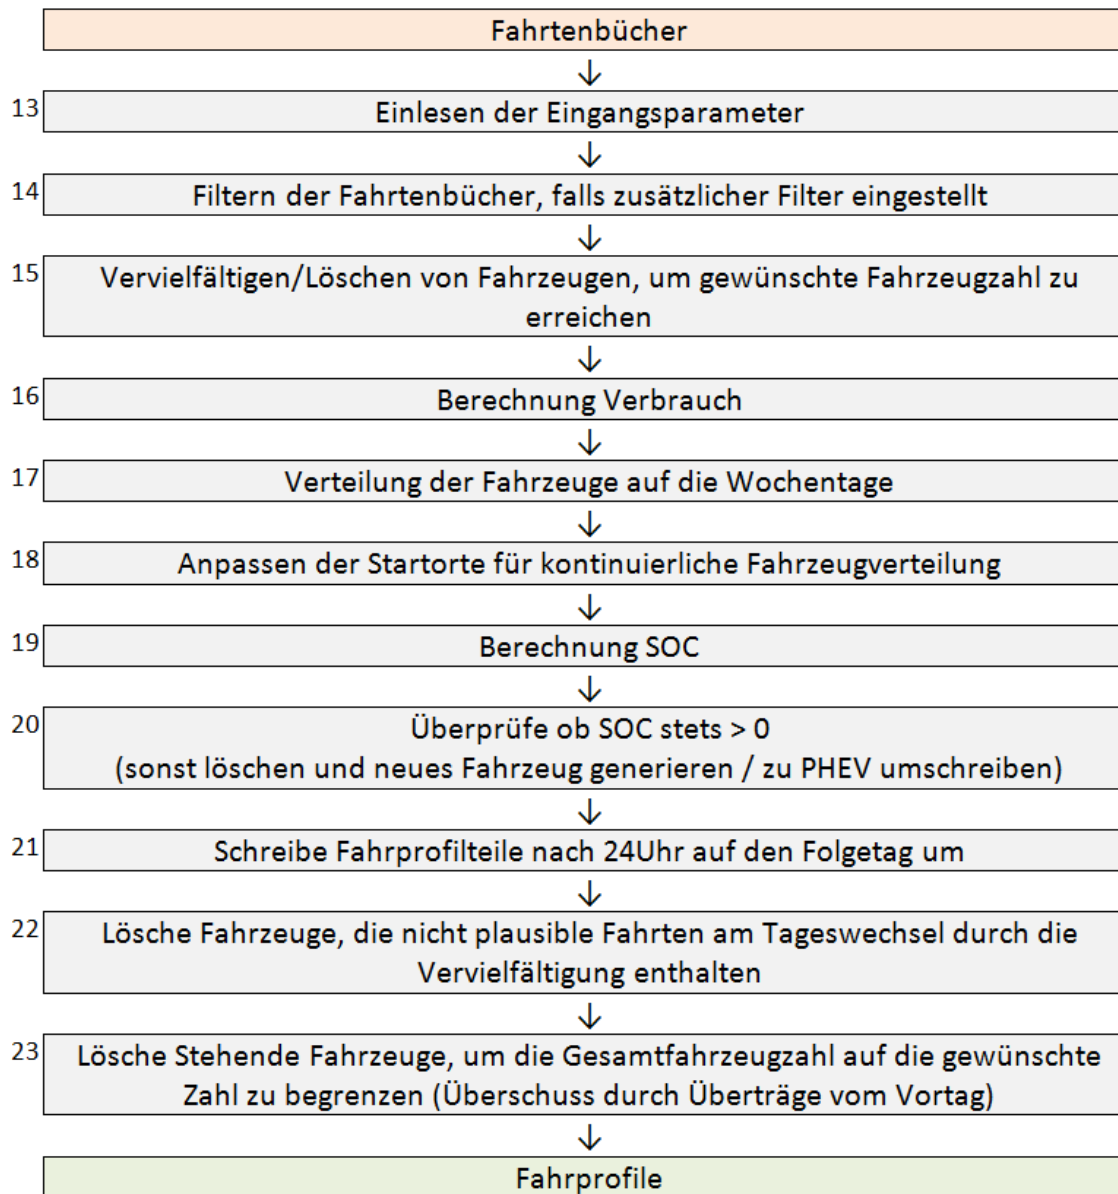 Fahrtenbücher
↓
13 Einlesen der Eingangsparameter
↓
14 Filtern der Fahrtenbücher, falls zusätzlicher Filter eingestellt
↓
15 Vervielfältigen/Löschen von Fahrzeugen, um gewünschte Fahrzeugzahl zu
erreichen
↓
16 Berechnung Verbrauch
↓
17 Verteilung der Fahrzeuge auf die Wochentage
↓
18 Anpassen der Startorte für kontinuierliche Fahrzeugverteilung
↓
19 Berechnung SOC
↓
20 Überprüfe ob SOC stets > 0
(sonst löschen und neues Fahrzeug generieren / zu PHEV umschreiben)
↓
21 Schreibe Fahrprofilteile nach 24Uhr auf den Folgetag um
↓
22 Lösche Fahrzeuge, die nicht plausible Fahrten am Tageswechsel durch die
Vervielfältigung enthalten
↓
23 Lösche Stehende Fahrzeuge, um die Gesamtfahrzeugzahl auf die gewünschte
Zahl zu begrenzen (Überschuss durch Überträge vom Vortag)
↓
Fahrprofile